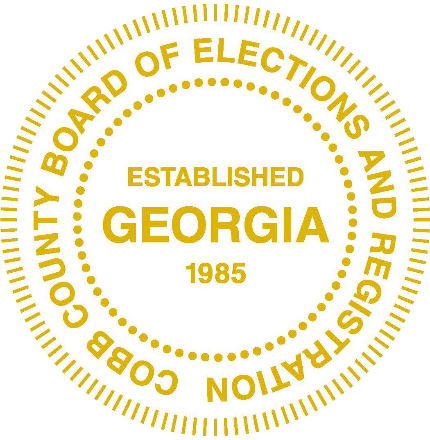 COBB COUNTY BOARD OF ELECTIONS AND REGISTRATION
ESTABLISHED
GEORGIA
1985